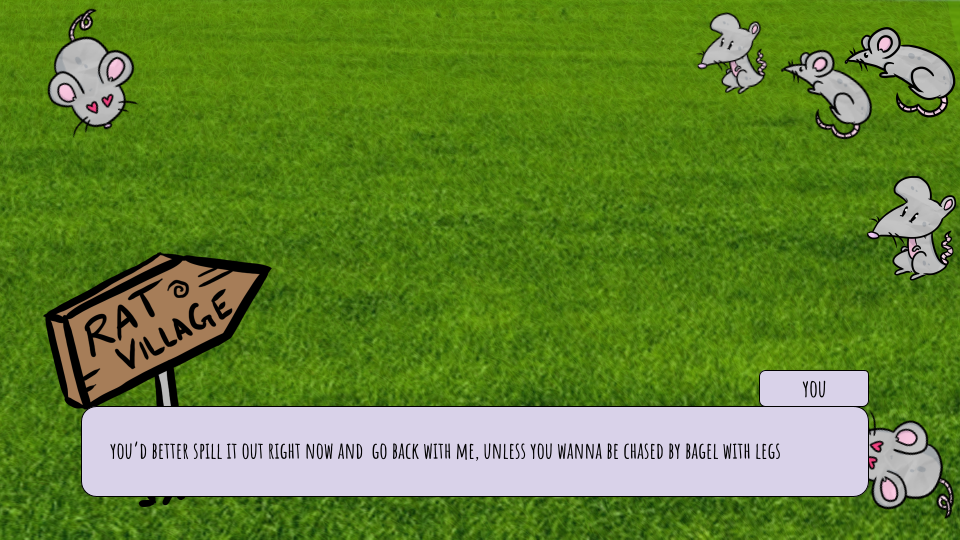 RAT
VILLAGE
YOU
YOU'D BETTER SPILL IT OUT RIGHT NOW AND GO BACK WITH ME, UNLESS YOU WANNA BE CHASED BY BAGEL WITH LEGS